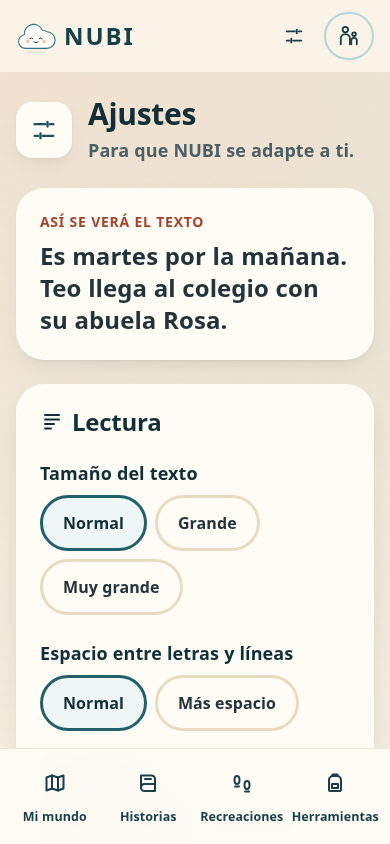 NUBI
Ajustes
Para que NUBI se adapte a ti.
ASÍ SE VERÁ EL TEXTO
Es martes por la mañana.
Teo llega al colegio con
su abuela Rosa.
Lectura
Tamaño del texto
Normal
Grande
Muy grande
Espacio entre letras y líneas
Normal
Más espacio
Mi mundo
Historias
Recreaciones
Herramientas